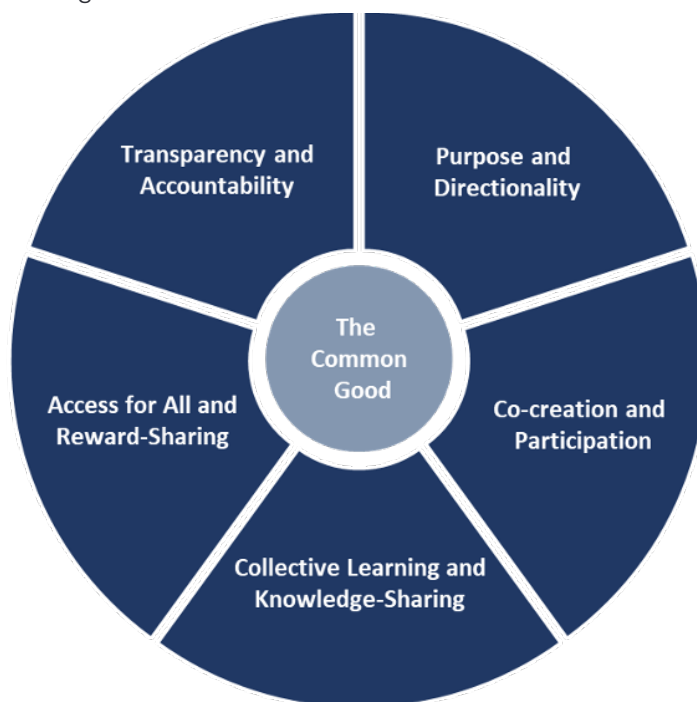 Transparency and
Accountability
Purpose and
Directionality
The
Common
Good
Access for All and
Reward-Sharing
Co-creation and
Participation
Collective Learning and
Knowledge-Sharing